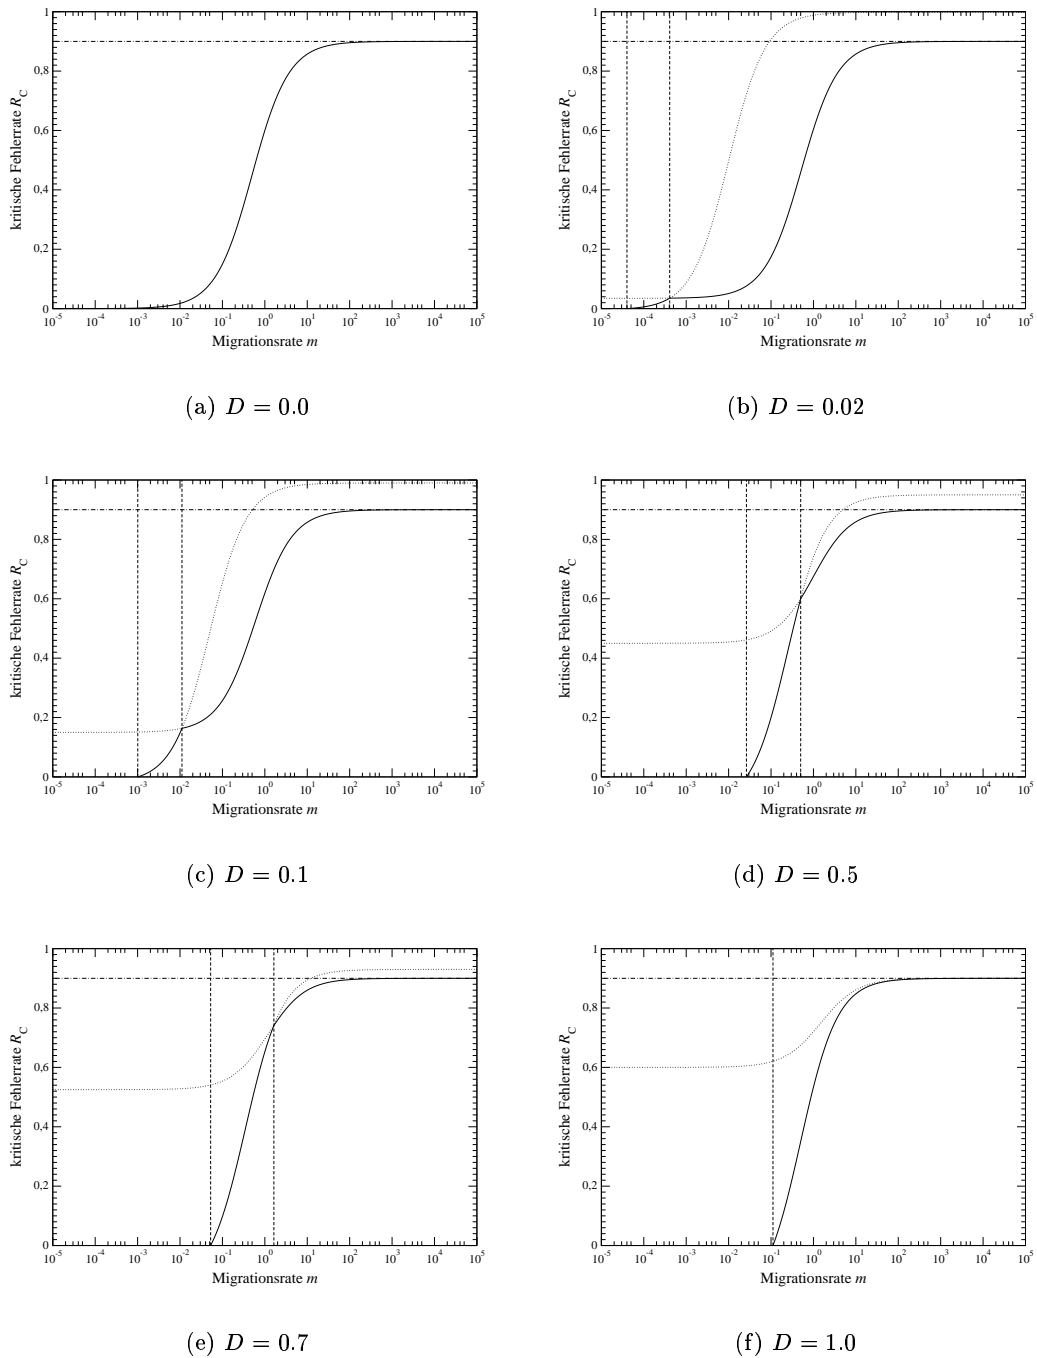 kritische Fehlerrate R_C
1
0,8
0,6
0,4
0,2
0
10^-5 10^-4 10^-3 10^-2 10^-1 10^0 10^1 10^2 10^3 10^4 10^5
Migrationsrate m
(a) D = 0.0
kritische Fehlerrate R_C
1
0,8
0,6
0,4
0,2
0
10^-5 10^-4 10^-3 10^-2 10^-1 10^0 10^1 10^2 10^3 10^4 10^5
Migrationsrate m
(b) D = 0.02
kritische Fehlerrate R_C
1
0,8
0,6
0,4
0,2
0
10^-5 10^-4 10^-3 10^-2 10^-1 10^0 10^1 10^2 10^3 10^4 10^5
Migrationsrate m
(c) D = 0.1
kritische Fehlerrate R_C
1
0,8
0,6
0,4
0,2
0
10^-5 10^-4 10^-3 10^-2 10^-1 10^0 10^1 10^2 10^3 10^4 10^5
Migrationsrate m
(d) D = 0.5
kritische Fehlerrate R_C
1
0,8
0,6
0,4
0,2
0
10^-5 10^-4 10^-3 10^-2 10^-1 10^0 10^1 10^2 10^3 10^4 10^5
Migrationsrate m
(e) D = 0.7
kritische Fehlerrate R_C
1
0,8
0,6
0,4
0,2
0
10^-5 10^-4 10^-3 10^-2 10^-1 10^0 10^1 10^2 10^3 10^4 10^5
Migrationsrate m
(f) D = 1.0